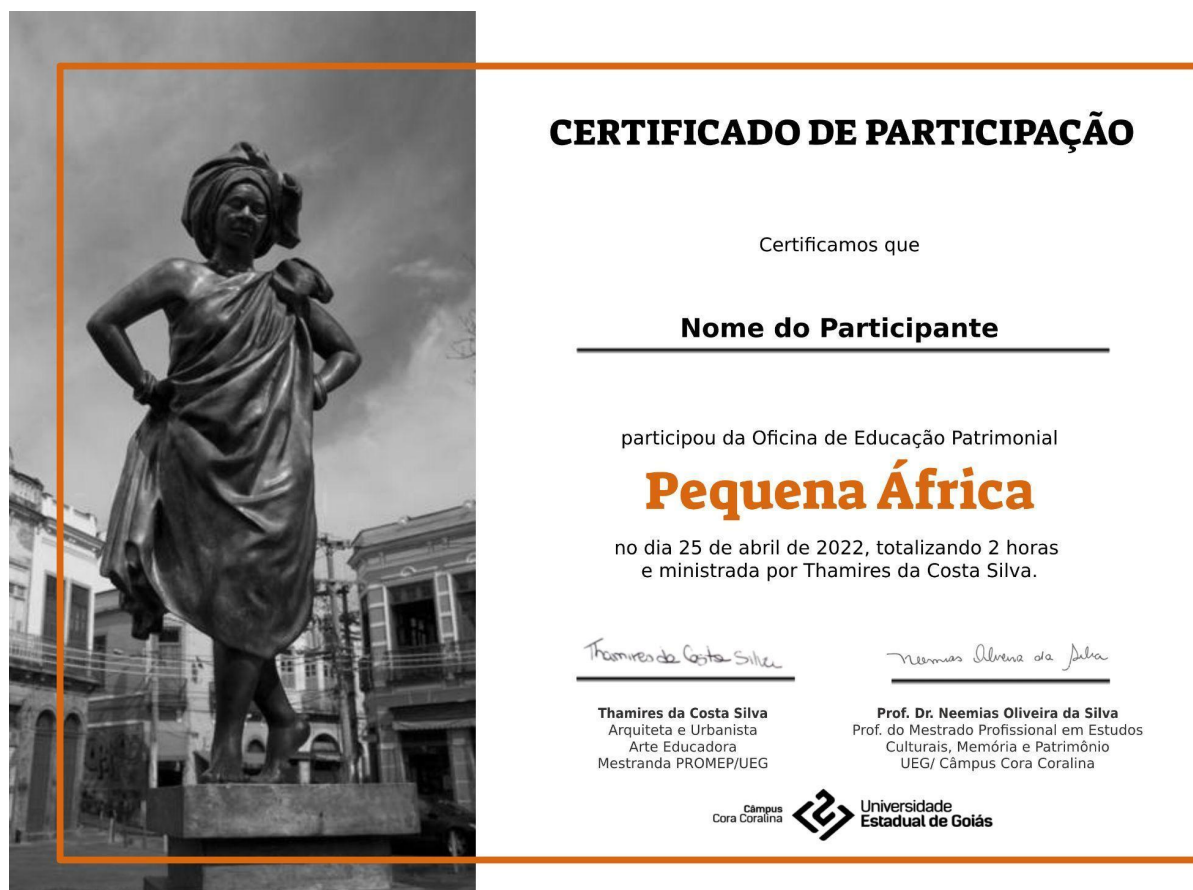 CERTIFICADO DE PARTICIPAÇÃO
Certificamos que
Nome do Participante
participou da Oficina de Educação Patrimonial
Pequena África
no dia 25 de abril de 2022, totalizando 2 horas
e ministrada por Thamires da Costa Silva.
Thamires da Costa Silva
Neemias Oliveira da Silva
Thamires da Costa Silva
Arquiteta e Urbanista
Arte Educadora
Mestranda PROMEP/UEG
Prof. Dr. Neemias Oliveira da Silva
Prof. do Mestrado Profissional em Estudos
Culturais, Memória e Patrimônio
UEG/ Câmpus Cora Coralina
Câmpus
Cora Coralina
Universidade
Estadual de Goiás